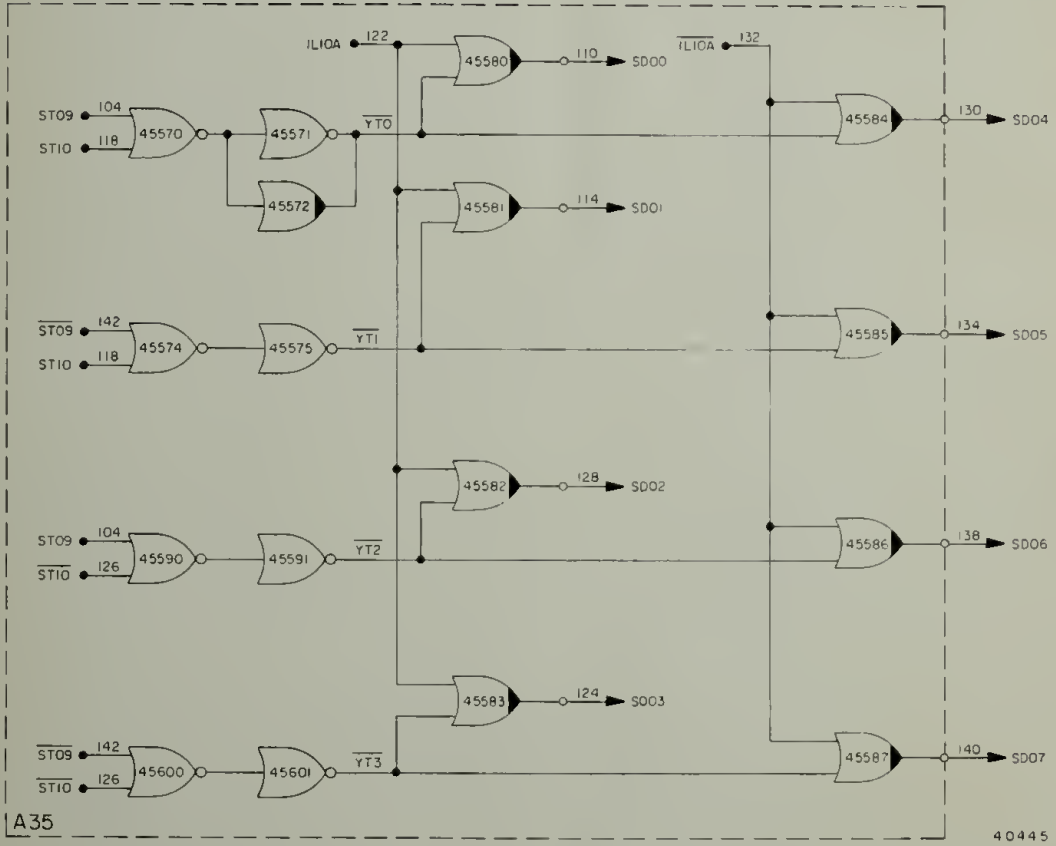 1L10A 122
45580
110 SD00
1L10A 132
ST09 104
ST10 118
45570
45571
YT0
45572
45584
130 SD04
45581
114 SD01
ST09 142
ST10 118
45574
45575
YT1
45585
134 SD05
45582
128 SD02
ST09 104
ST10 126
45590
45591
YT2
45586
138 SD06
45583
124 SD03
ST09 142
ST10 126
45600
45601
YT3
45587
140 SD07
A35
40445